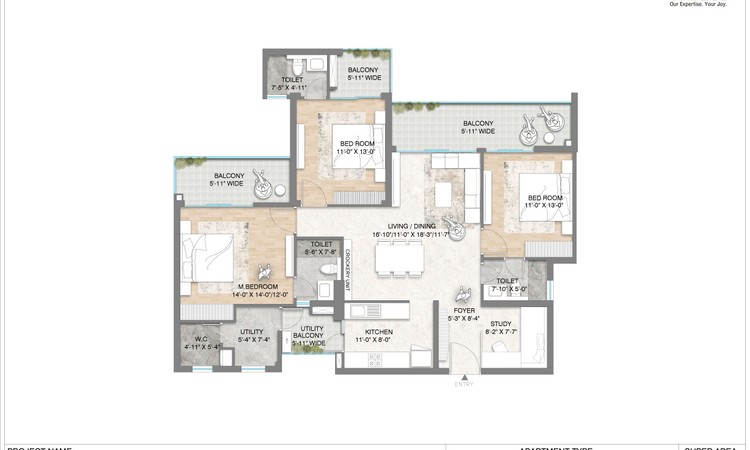 Our Expertise. Your Joy.
TOILET
7'-5" X 4'-11"
BALCONY
5'-11" WIDE
BED ROOM
11'-0" X 13'-0"
BALCONY
5'-11" WIDE
BALCONY
5'-11" WIDE
BED ROOM
11'-0" X 13'-0"
LIVING / DINING
16'-10"/11'-0" X 18'-3"/11'-7"
TOILET
5'-6" X 7'-8"
CROCKERY UNIT
M.BEDROOM
14'-0" X 14'-0"/12'-0"
TOILET
7'-10" X 5'-0"
FOYER
5'-3" X 8'-4"
STUDY
8'-2" X 7'-7"
KITCHEN
11'-0" X 8'-0"
UTILITY
BALCONY
5'-11" WIDE
UTILITY
5'-4" X 7'-4"
W.C
4'-11" X 5'-4"
ENTRY
PROJECT NAME
APARTMENT TYPE
SUPER AREA